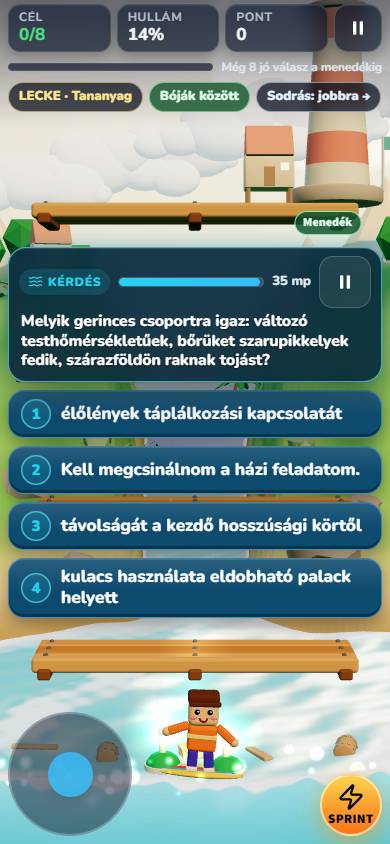 CÉL
0/8
HULLÁM
14%
PONT
0
Még 8 jó válasz a menedékig
LECKE · Tananyag
Bóják között
Sodrás: jobbra →
Menedék
KÉRDÉS
35 mp
Melyik gerinces csoportra igaz: változó
testhőmérsékletűek, bőrüket szarupikkelyek
fedik, szárazföldön raknak tojást?
1 élőlények táplálkozási kapcsolatát
2 Kell megcsinálnom a házi feladatom.
3 távolságát a kezdő hosszúsági körtől
4 kulacs használata eldobható palack
helyett
SPRINT